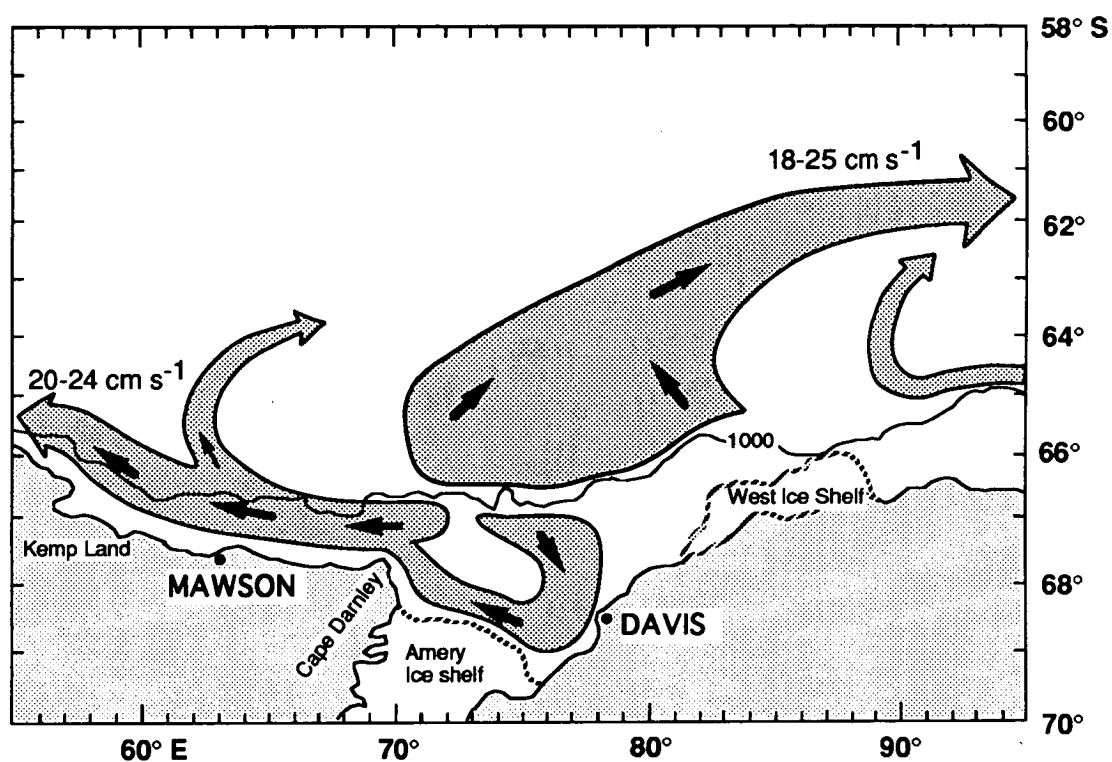 58° S
60°
18-25 cm s-1
62°
64°
20-24 cm s-1
1000
66°
West Ice Shelf
Kemp Land
MAWSON
68°
Cape Darnley
DAVIS
Amery
Ice shelf
70°
60° E
70°
80°
90°